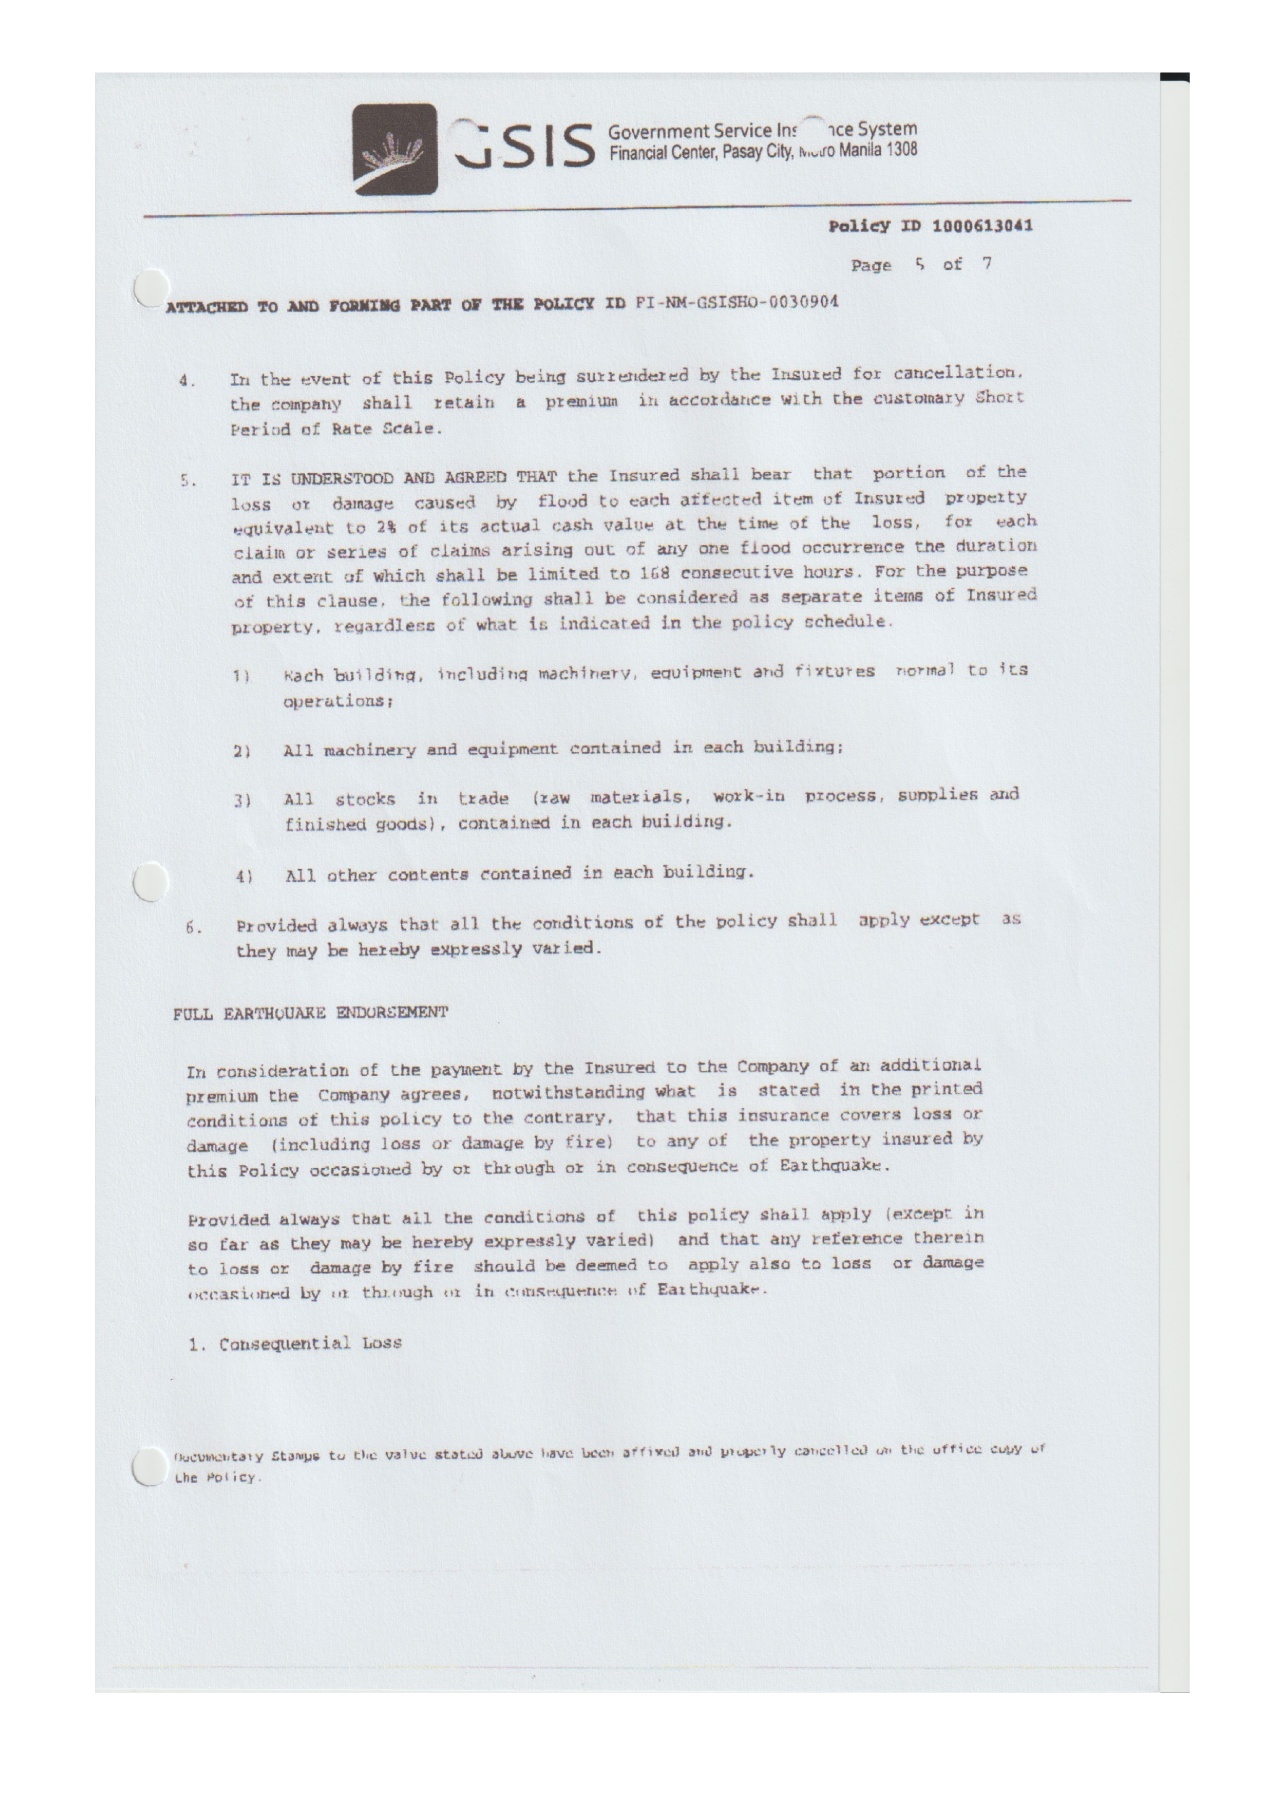 GSIS Government Service Ins nce System
Financial Center, Pasay City, Metro Manila 1308
Policy ID 1000613041
Page 5 of 7
ATTACHED TO AND FORMING PART OF THE POLICY ID FI-NM-GSISHO-0030904
4. In the event of this Policy being surrendered by the Insured for cancellation,
the company shall retain a premium in accordance with the customary Short
Period of Rate Scale.
5. IT IS UNDERSTOOD AND AGREED THAT the Insured shall bear that portion of the
loss or damage caused by flood to each affected item of Insured property
equivalent to 2% of its actual cash value at the time of the loss, for each
claim or series of claims arising out of any one flood occurrence the duration
and extent of which shall be limited to 168 consecutive hours. For the purpose
of this clause, the following shall be considered as separate items of Insured
property, regardless of what is indicated in the policy schedule.
1) Each building, including machinery, equipment and fixtures normal to its
operations;
2) All machinery and equipment contained in each building;
3) All stocks in trade (raw materials, work-in process, supplies and
finished goods), contained in each building.
4) All other contents contained in each building.
6. Provided always that all the conditions of the policy shall apply except as
they may be hereby expressly varied.
FULL EARTHQUAKE ENDORSEMENT
In consideration of the payment by the Insured to the Company of an additional
premium the Company agrees, notwithstanding what is stated in the printed
conditions of this policy to the contrary, that this insurance covers loss or
damage (including loss or damage by fire) to any of the property insured by
this Policy occasioned by or through or in consequence of Earthquake.
Provided always that all the conditions of this policy shall apply (except in
so far as they may be hereby expressly varied) and that any reference therein
to loss or damage by fire should be deemed to apply also to loss or damage
occasioned by or through or in consequence of Earthquake.
1. Consequential Loss
Documentary Stamps to the value stated above have been affixed and properly cancelled on the office copy of
the Policy.